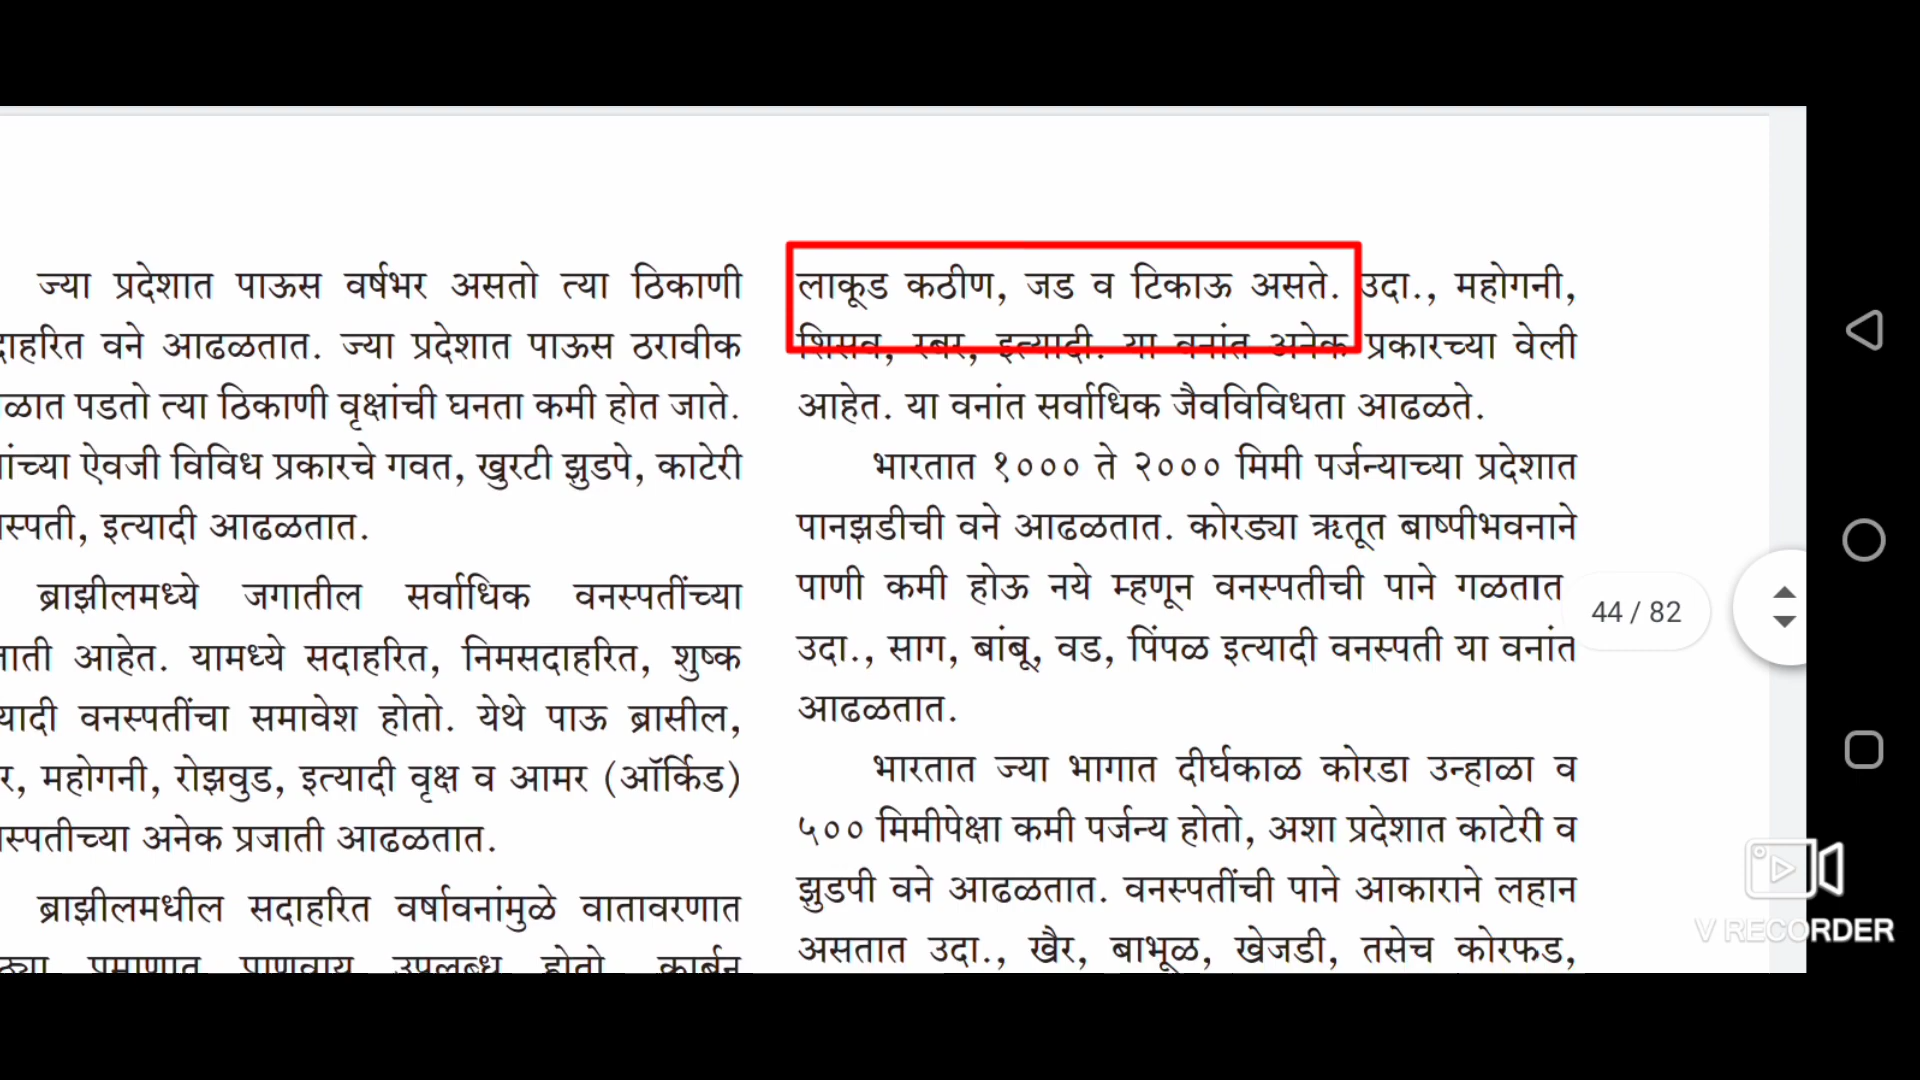 ज्या प्रदेशात पाऊस वर्षभर असतो त्या ठिकाणी
वने आढळतात. ज्या प्रदेशात पाऊस ठरावीक
पडतो त्या ठिकाणी वृक्षांची घनता कमी होत जाते.
ऐवजी विविध प्रकारचे गवत, खुरटी झुडपे, काटेरी
इत्यादी आढळतात.
ब्राझीलमध्ये जगातील सर्वाधिक वनस्पतींच्या
आहेत. यामध्ये सदाहरित, निमसदाहरित, शुष्क
वनस्पतींचा समावेश होतो. येथे पाऊ ब्रासील,
महोगनी, रोझवुड, इत्यादी वृक्ष व आमर (ऑर्किड)
अनेक प्रजाती आढळतात.
ब्राझीलमधील सदाहरित वर्षावनांमुळे वातावरणात
लाकूड कठीण, जड व टिकाऊ असते. उदा., महोगनी,
शिसव, रबर, इत्यादी. या वनांत अनेक प्रकारच्या वेली
आहेत. या वनांत सर्वाधिक जैवविविधता आढळते.
भारतात १००० ते २००० मिमी पर्जन्याच्या प्रदेशात
पानझडीची वने आढळतात. कोरड्या ऋतूत बाष्पीभवनाने
पाणी कमी होऊ नये म्हणून वनस्पतीची पाने गळतात
उदा., साग, बांबू, वड, पिंपळ इत्यादी वनस्पती या वनांत
आढळतात.
भारतात ज्या भागात दीर्घकाळ कोरडा उन्हाळा व
५०० मिमीपेक्षा कमी पर्जन्य होतो, अशा प्रदेशात काटेरी व
झुडपी वने आढळतात. वनस्पतींची पाने आकाराने लहान
असतात उदा., खैर, बाभूळ, खेजडी, तसेच कोरफड,
44 / 82
V RECORDER